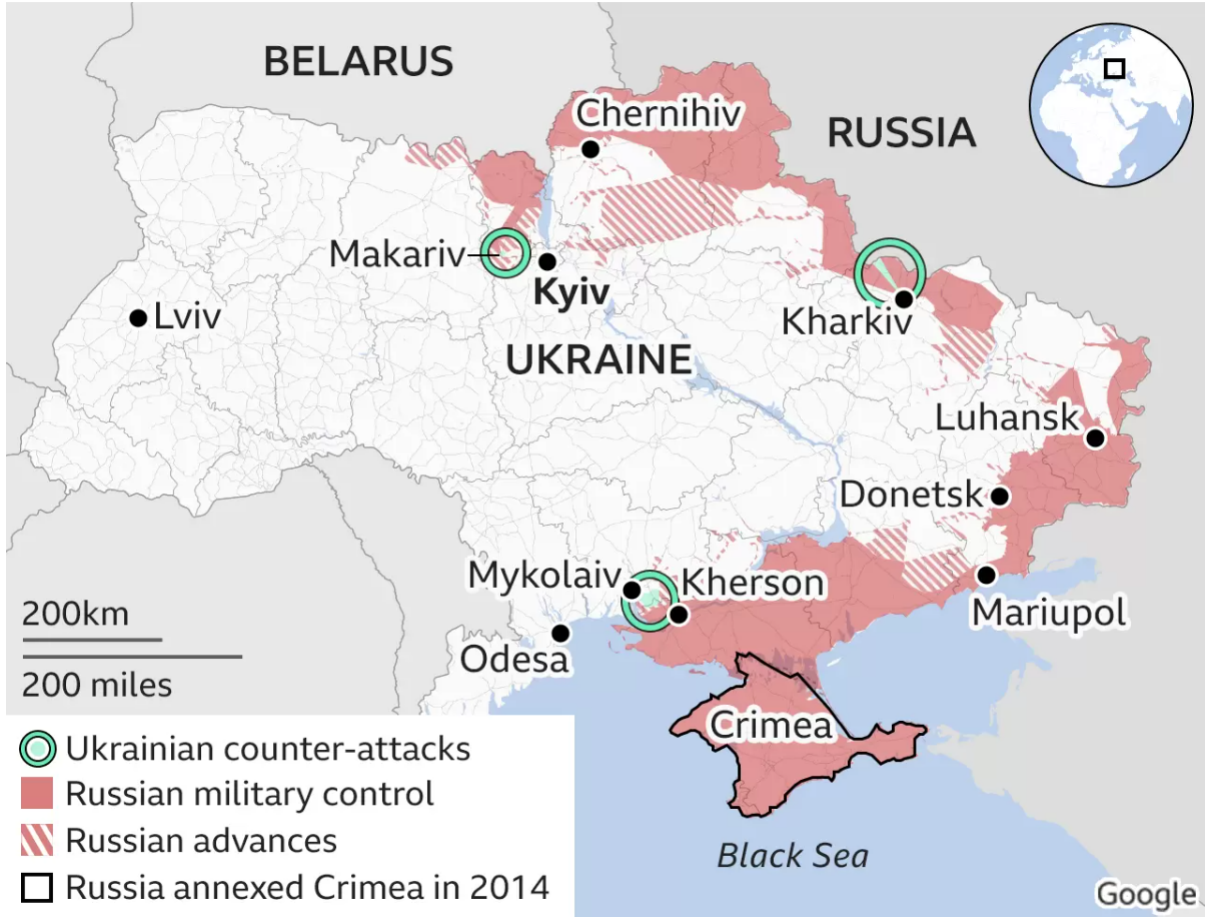 BELARUS
Chernihiv
RUSSIA
Makariv
Kyiv
Lviv
Kharkiv
UKRAINE
Luhansk
Donetsk
Mykolaiv
Kherson
Mariupol
Odesa
200km
200 miles
Crimea
Ukrainian counter-attacks
Russian military control
Russian advances
Russia annexed Crimea in 2014
Black Sea
Google